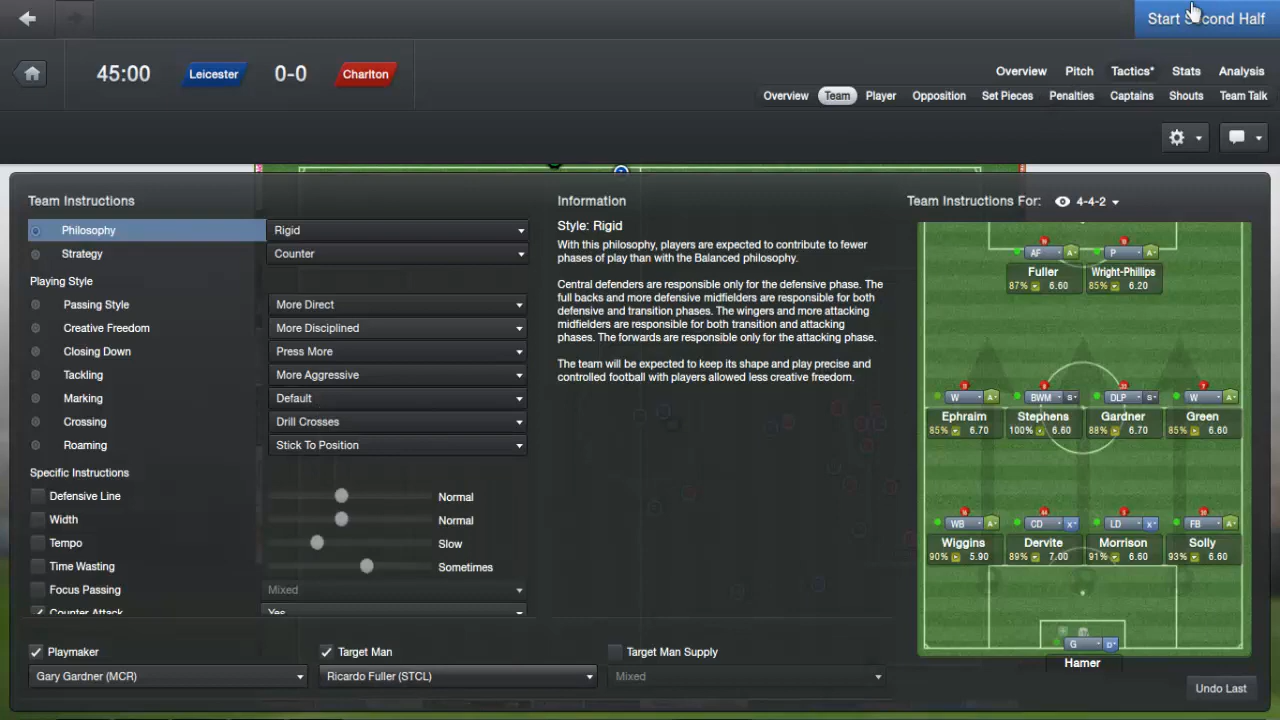 Start Second Half
45:00 Leicester 0-0 Charlton
Overview Pitch Tactics* Stats Analysis
Overview Team Player Opposition Set Pieces Penalties Captains Shouts Team Talk
Team Instructions
Philosophy Rigid
Strategy Counter
Playing Style
Passing Style More Direct
Creative Freedom More Disciplined
Closing Down Press More
Tackling More Aggressive
Marking Default
Crossing Drill Crosses
Roaming Stick To Position
Specific Instructions
Defensive Line Normal
Width Normal
Tempo Slow
Time Wasting Sometimes
Focus Passing Mixed
Counter Attack Yes
Playmaker
Gary Gardner (MCR)
Target Man
Ricardo Fuller (STCL)
Target Man Supply
Mixed
Information
Style: Rigid
With this philosophy, players are expected to contribute to fewer
phases of play than with the Balanced philosophy.
Central defenders are responsible only for the defensive phase. The
full backs and more defensive midfielders are responsible for both
defensive and transition phases. The wingers and more attacking
midfielders are responsible for both transition and attacking
phases. The forwards are responsible only for the attacking phase.
The team will be expected to keep its shape and play precise and
controlled football with players allowed less creative freedom.
Team Instructions For: 4-4-2
AF A P A
Fuller Wright-Phillips
87% 6.60 85% 6.20
W A BWM S DLP S W A
Ephraim Stephens Gardner Green
85% 6.70 100% 6.60 88% 6.70 85% 6.60
WB A CD X LD X FB A
Wiggins Dervite Morrison Solly
90% 5.90 89% 7.00 91% 6.60 93% 6.60
G D
Hamer
Undo Last